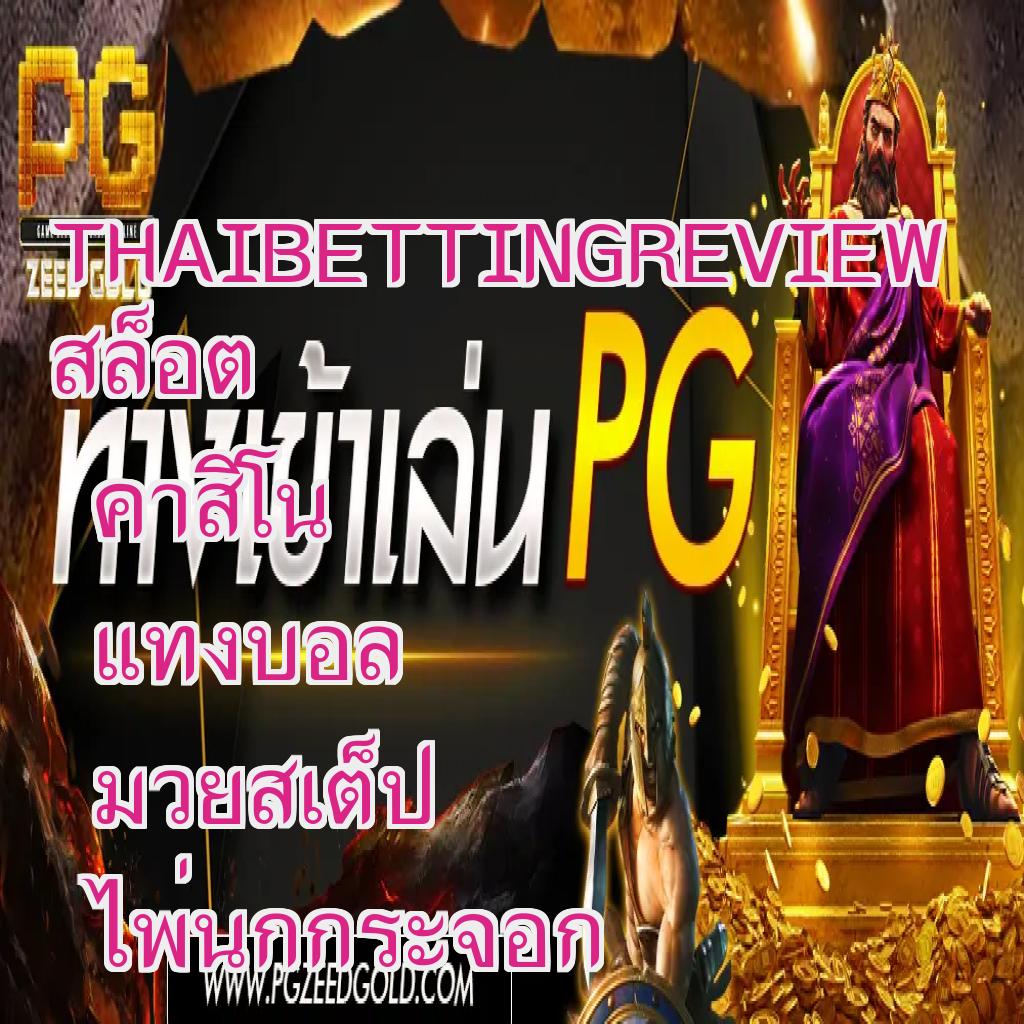 PG
THAIBETTINGREVIEW
ZEED GOLD
สล็อต
ทางเข้าเล่น PG
คาสิโน
แทงบอล
มวยสเต็ป
ไพ่นกกระจอก
WWW.PGZEEDGOLD.COM